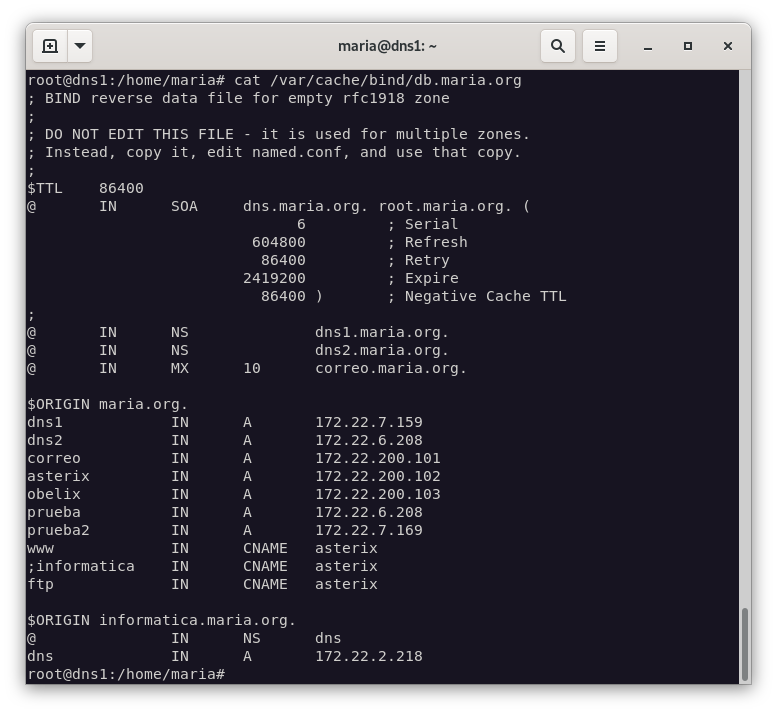 maria@dns1: ~
root@dns1:/home/maria# cat /var/cache/bind/db.maria.org
; BIND reverse data file for empty rfc1918 zone
;
; DO NOT EDIT THIS FILE - it is used for multiple zones.
; Instead, copy it, edit named.conf, and use that copy.
;
$TTL    86400
@       IN      SOA     dns.maria.org. root.maria.org. (
                              6         ; Serial
                         604800         ; Refresh
                          86400         ; Retry
                        2419200         ; Expire
                          86400 )       ; Negative Cache TTL
;
@       IN      NS              dns1.maria.org.
@       IN      NS              dns2.maria.org.
@       IN      MX      10      correo.maria.org.

$ORIGIN maria.org.
dns1            IN      A       172.22.7.159
dns2            IN      A       172.22.6.208
correo          IN      A       172.22.200.101
asterix         IN      A       172.22.200.102
obelix          IN      A       172.22.200.103
prueba          IN      A       172.22.6.208
prueba2         IN      A       172.22.7.169
www             IN      CNAME   asterix
;informatica    IN      CNAME   asterix
ftp             IN      CNAME   asterix

$ORIGIN informatica.maria.org.
@               IN      NS      dns
dns             IN      A       172.22.2.218
root@dns1:/home/maria#